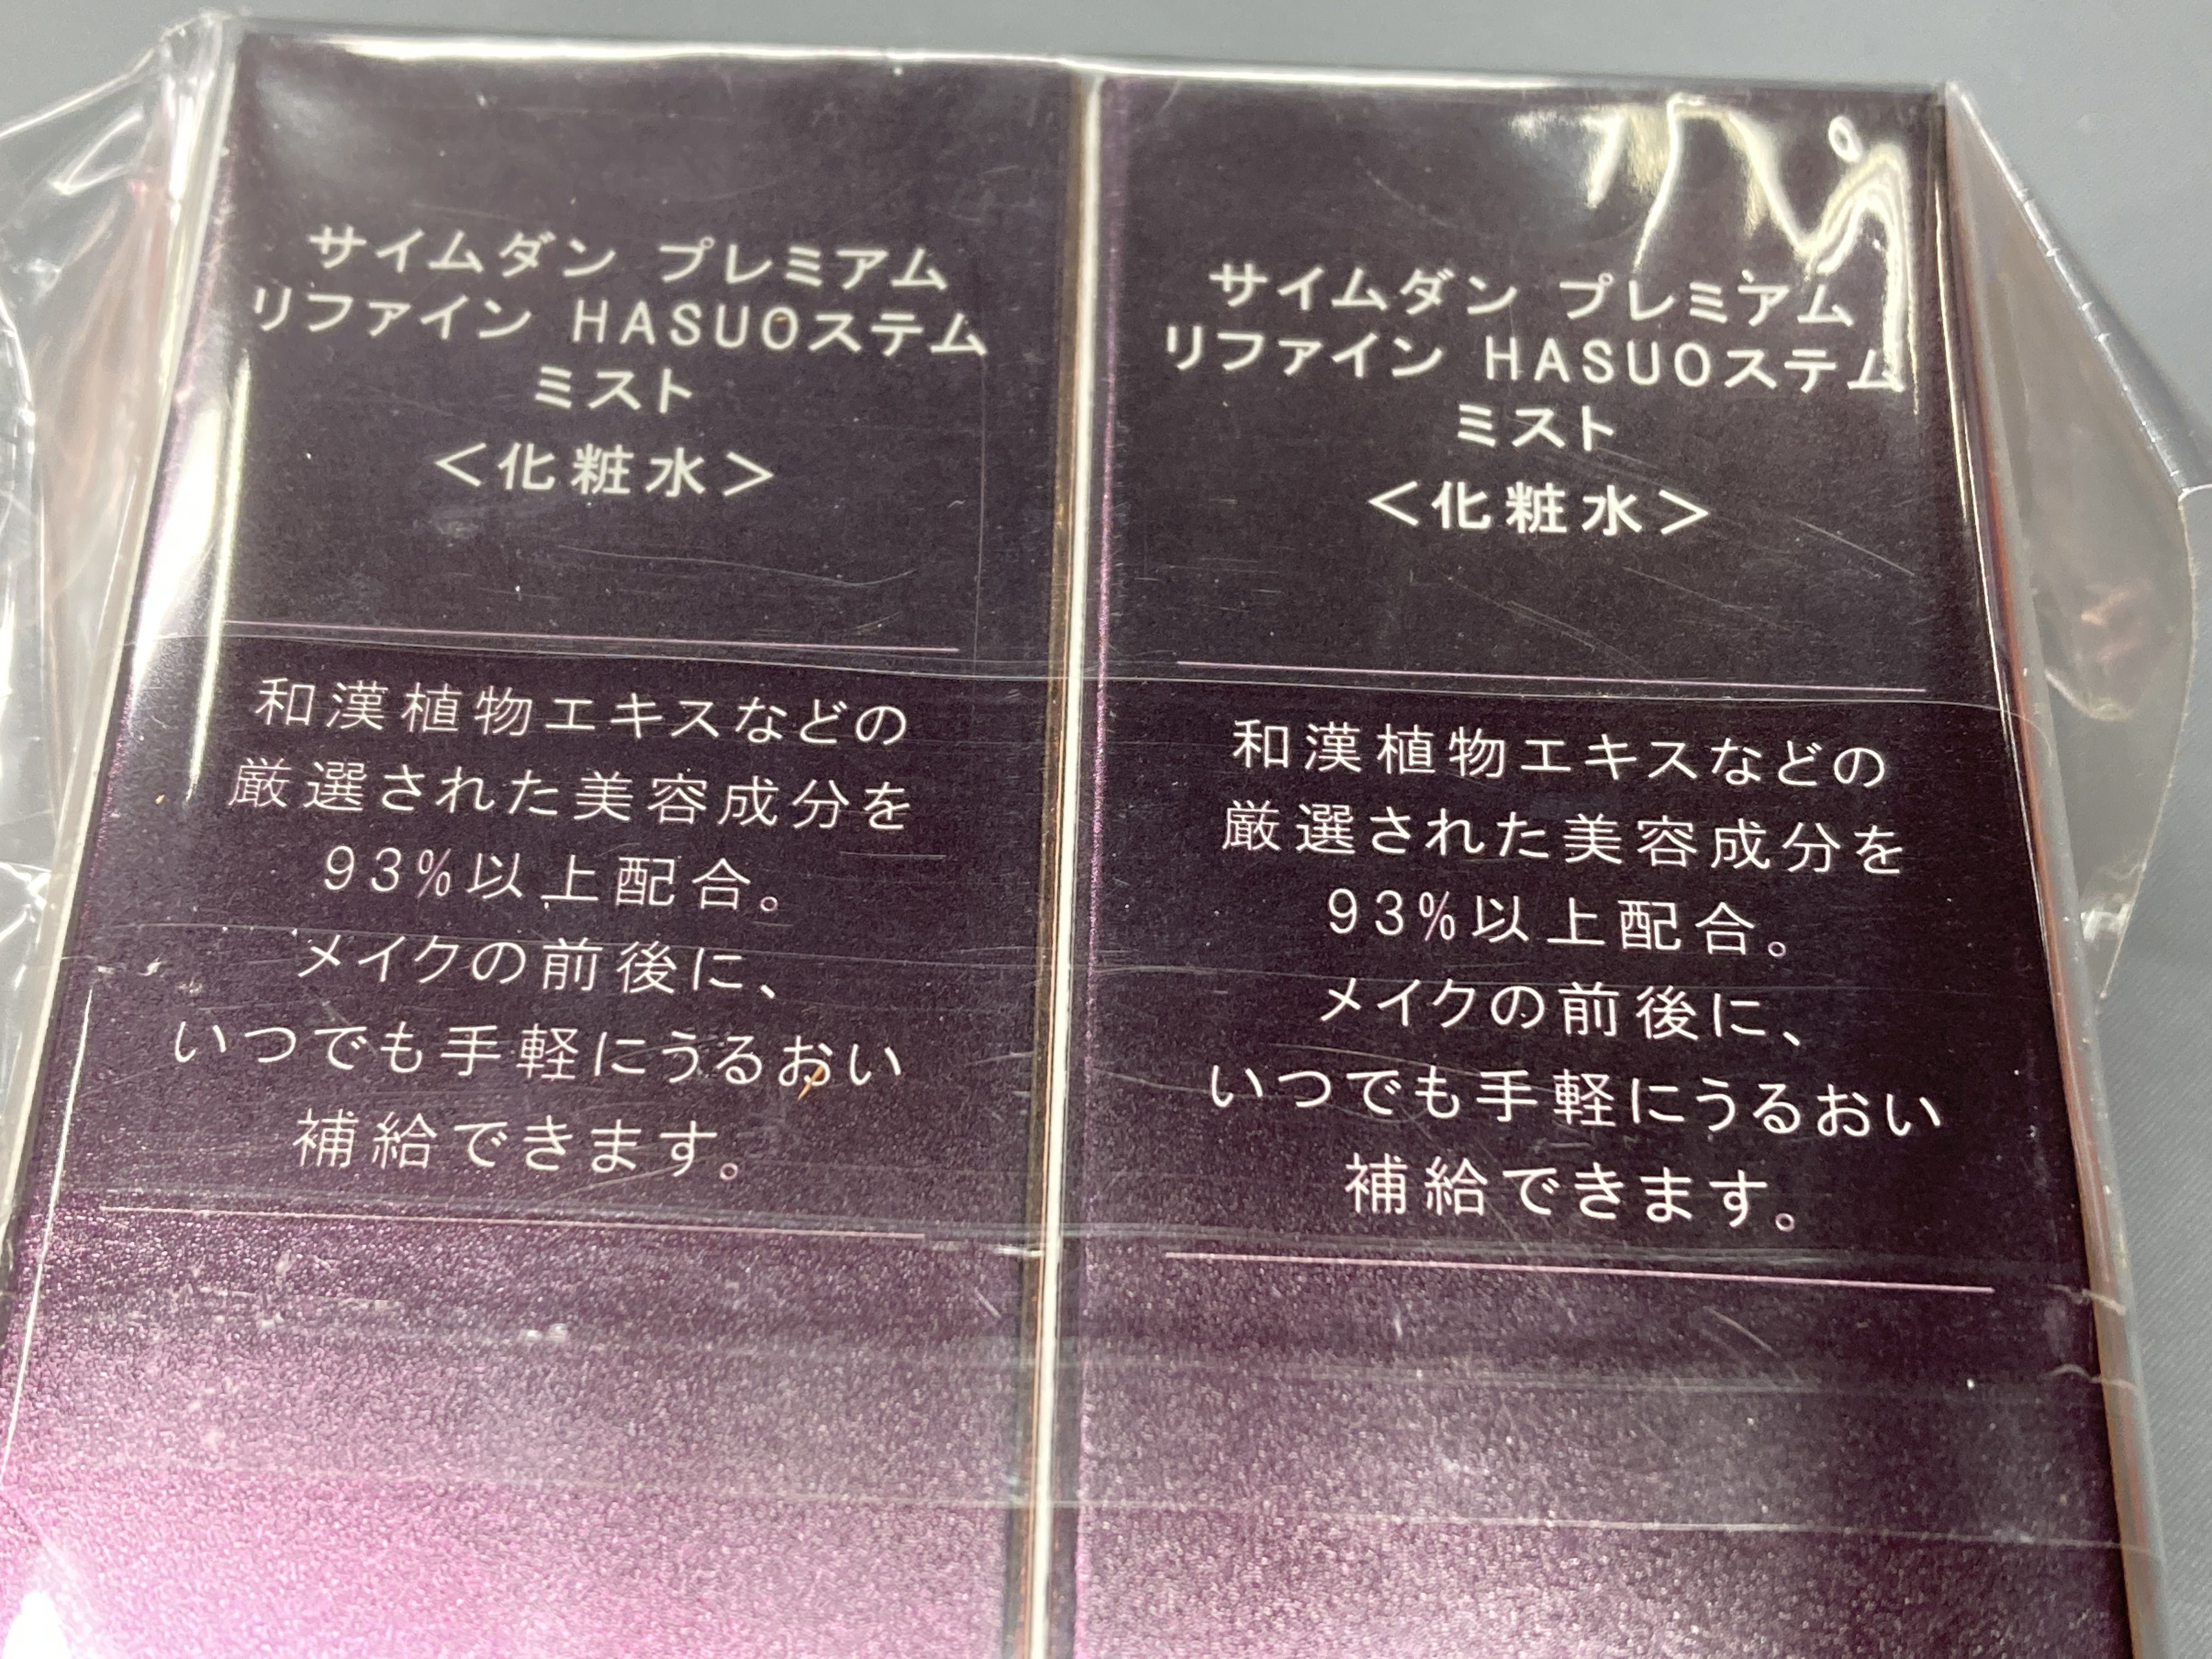 サイムダン プレミアム
リファイン HASUOステム
ミスト
＜化粧水＞
和漢植物エキスなどの
厳選された美容成分を
93%以上配合。
メイクの前後に、
いつでも手軽にうるおい
補給できます。
サイムダン プレミアム
リファイン HASUOステム
ミスト
＜化粧水＞
和漢植物エキスなどの
厳選された美容成分を
93%以上配合。
メイクの前後に、
いつでも手軽にうるおい
補給できます。